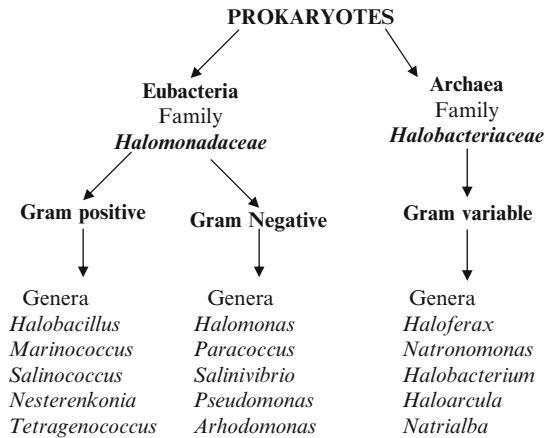 PROKARYOTES
Eubacteria
Family
Halomonadaceae
Archaea
Family
Halobacteriaceae
Gram positive
Gram Negative
Gram variable
Genera
Halobacillus
Marinococcus
Salinococcus
Nesterenkonia
Tetragenococcus
Genera
Halomonas
Paracoccus
Salinivibrio
Pseudomonas
Arhodomonas
Genera
Haloferax
Natronomonas
Halobacterium
Haloarcula
Natrialba